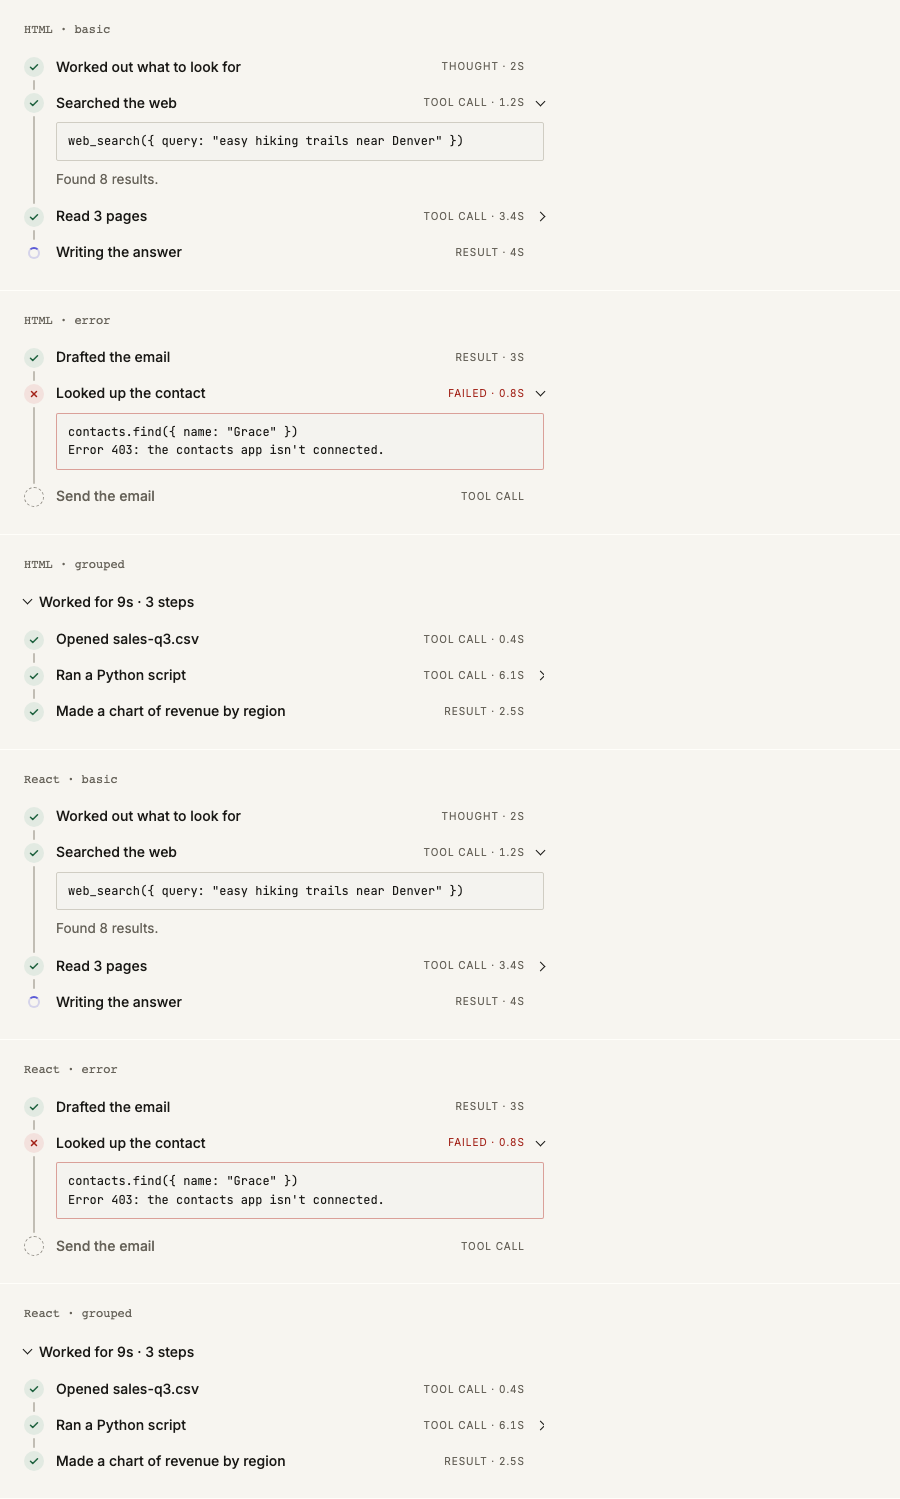 HTML · basic
Worked out what to look for THOUGHT · 2S
Searched the web TOOL CALL · 1.2S
web_search({ query: "easy hiking trails near Denver" })
Found 8 results.
Read 3 pages TOOL CALL · 3.4S
Writing the answer RESULT · 4S
HTML · error
Drafted the email RESULT · 3S
Looked up the contact FAILED · 0.8S
contacts.find({ name: "Grace" })
Error 403: the contacts app isn't connected.
Send the email TOOL CALL
HTML · grouped
Worked for 9s · 3 steps
Opened sales-q3.csv TOOL CALL · 0.4S
Ran a Python script TOOL CALL · 6.1S
Made a chart of revenue by region RESULT · 2.5S
React · basic
Worked out what to look for THOUGHT · 2S
Searched the web TOOL CALL · 1.2S
web_search({ query: "easy hiking trails near Denver" })
Found 8 results.
Read 3 pages TOOL CALL · 3.4S
Writing the answer RESULT · 4S
React · error
Drafted the email RESULT · 3S
Looked up the contact FAILED · 0.8S
contacts.find({ name: "Grace" })
Error 403: the contacts app isn't connected.
Send the email TOOL CALL
React · grouped
Worked for 9s · 3 steps
Opened sales-q3.csv TOOL CALL · 0.4S
Ran a Python script TOOL CALL · 6.1S
Made a chart of revenue by region RESULT · 2.5S